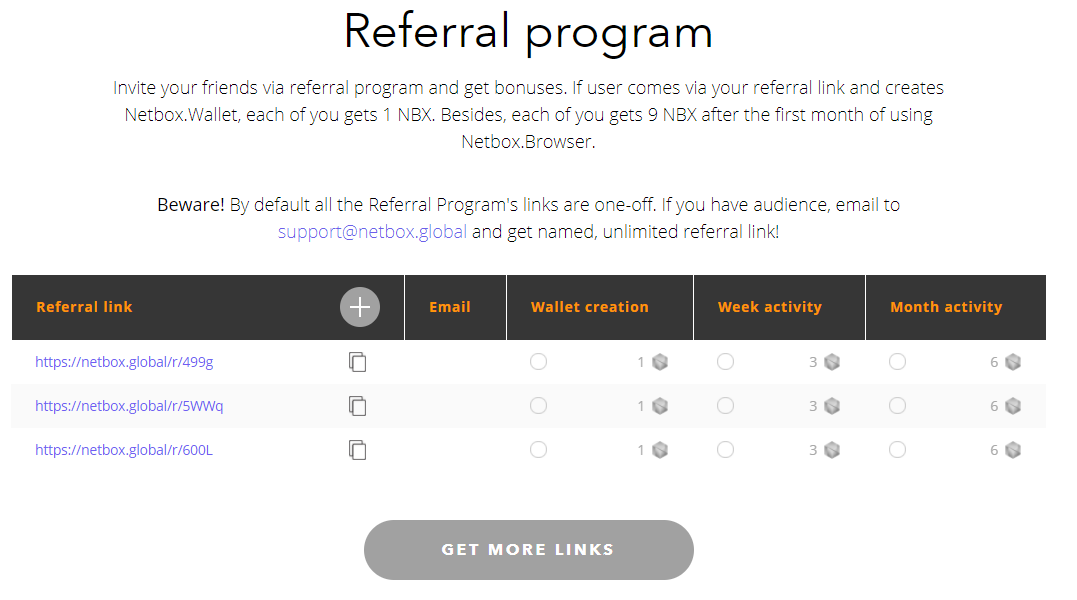 Referral program
Invite your friends via referral program and get bonuses. If user comes via your referral link and creates
Netbox.Wallet, each of you gets 1 NBX. Besides, each of you gets 9 NBX after the first month of using
Netbox.Browser.
Beware! By default all the Referral Program's links are one-off. If you have audience, email to
support@netbox.global and get named, unlimited referral link!
Referral link Email Wallet creation Week activity Month activity
https://netbox.global/r/499g 1 3 6
https://netbox.global/r/5WWq 1 3 6
https://netbox.global/r/600L 1 3 6
GET MORE LINKS